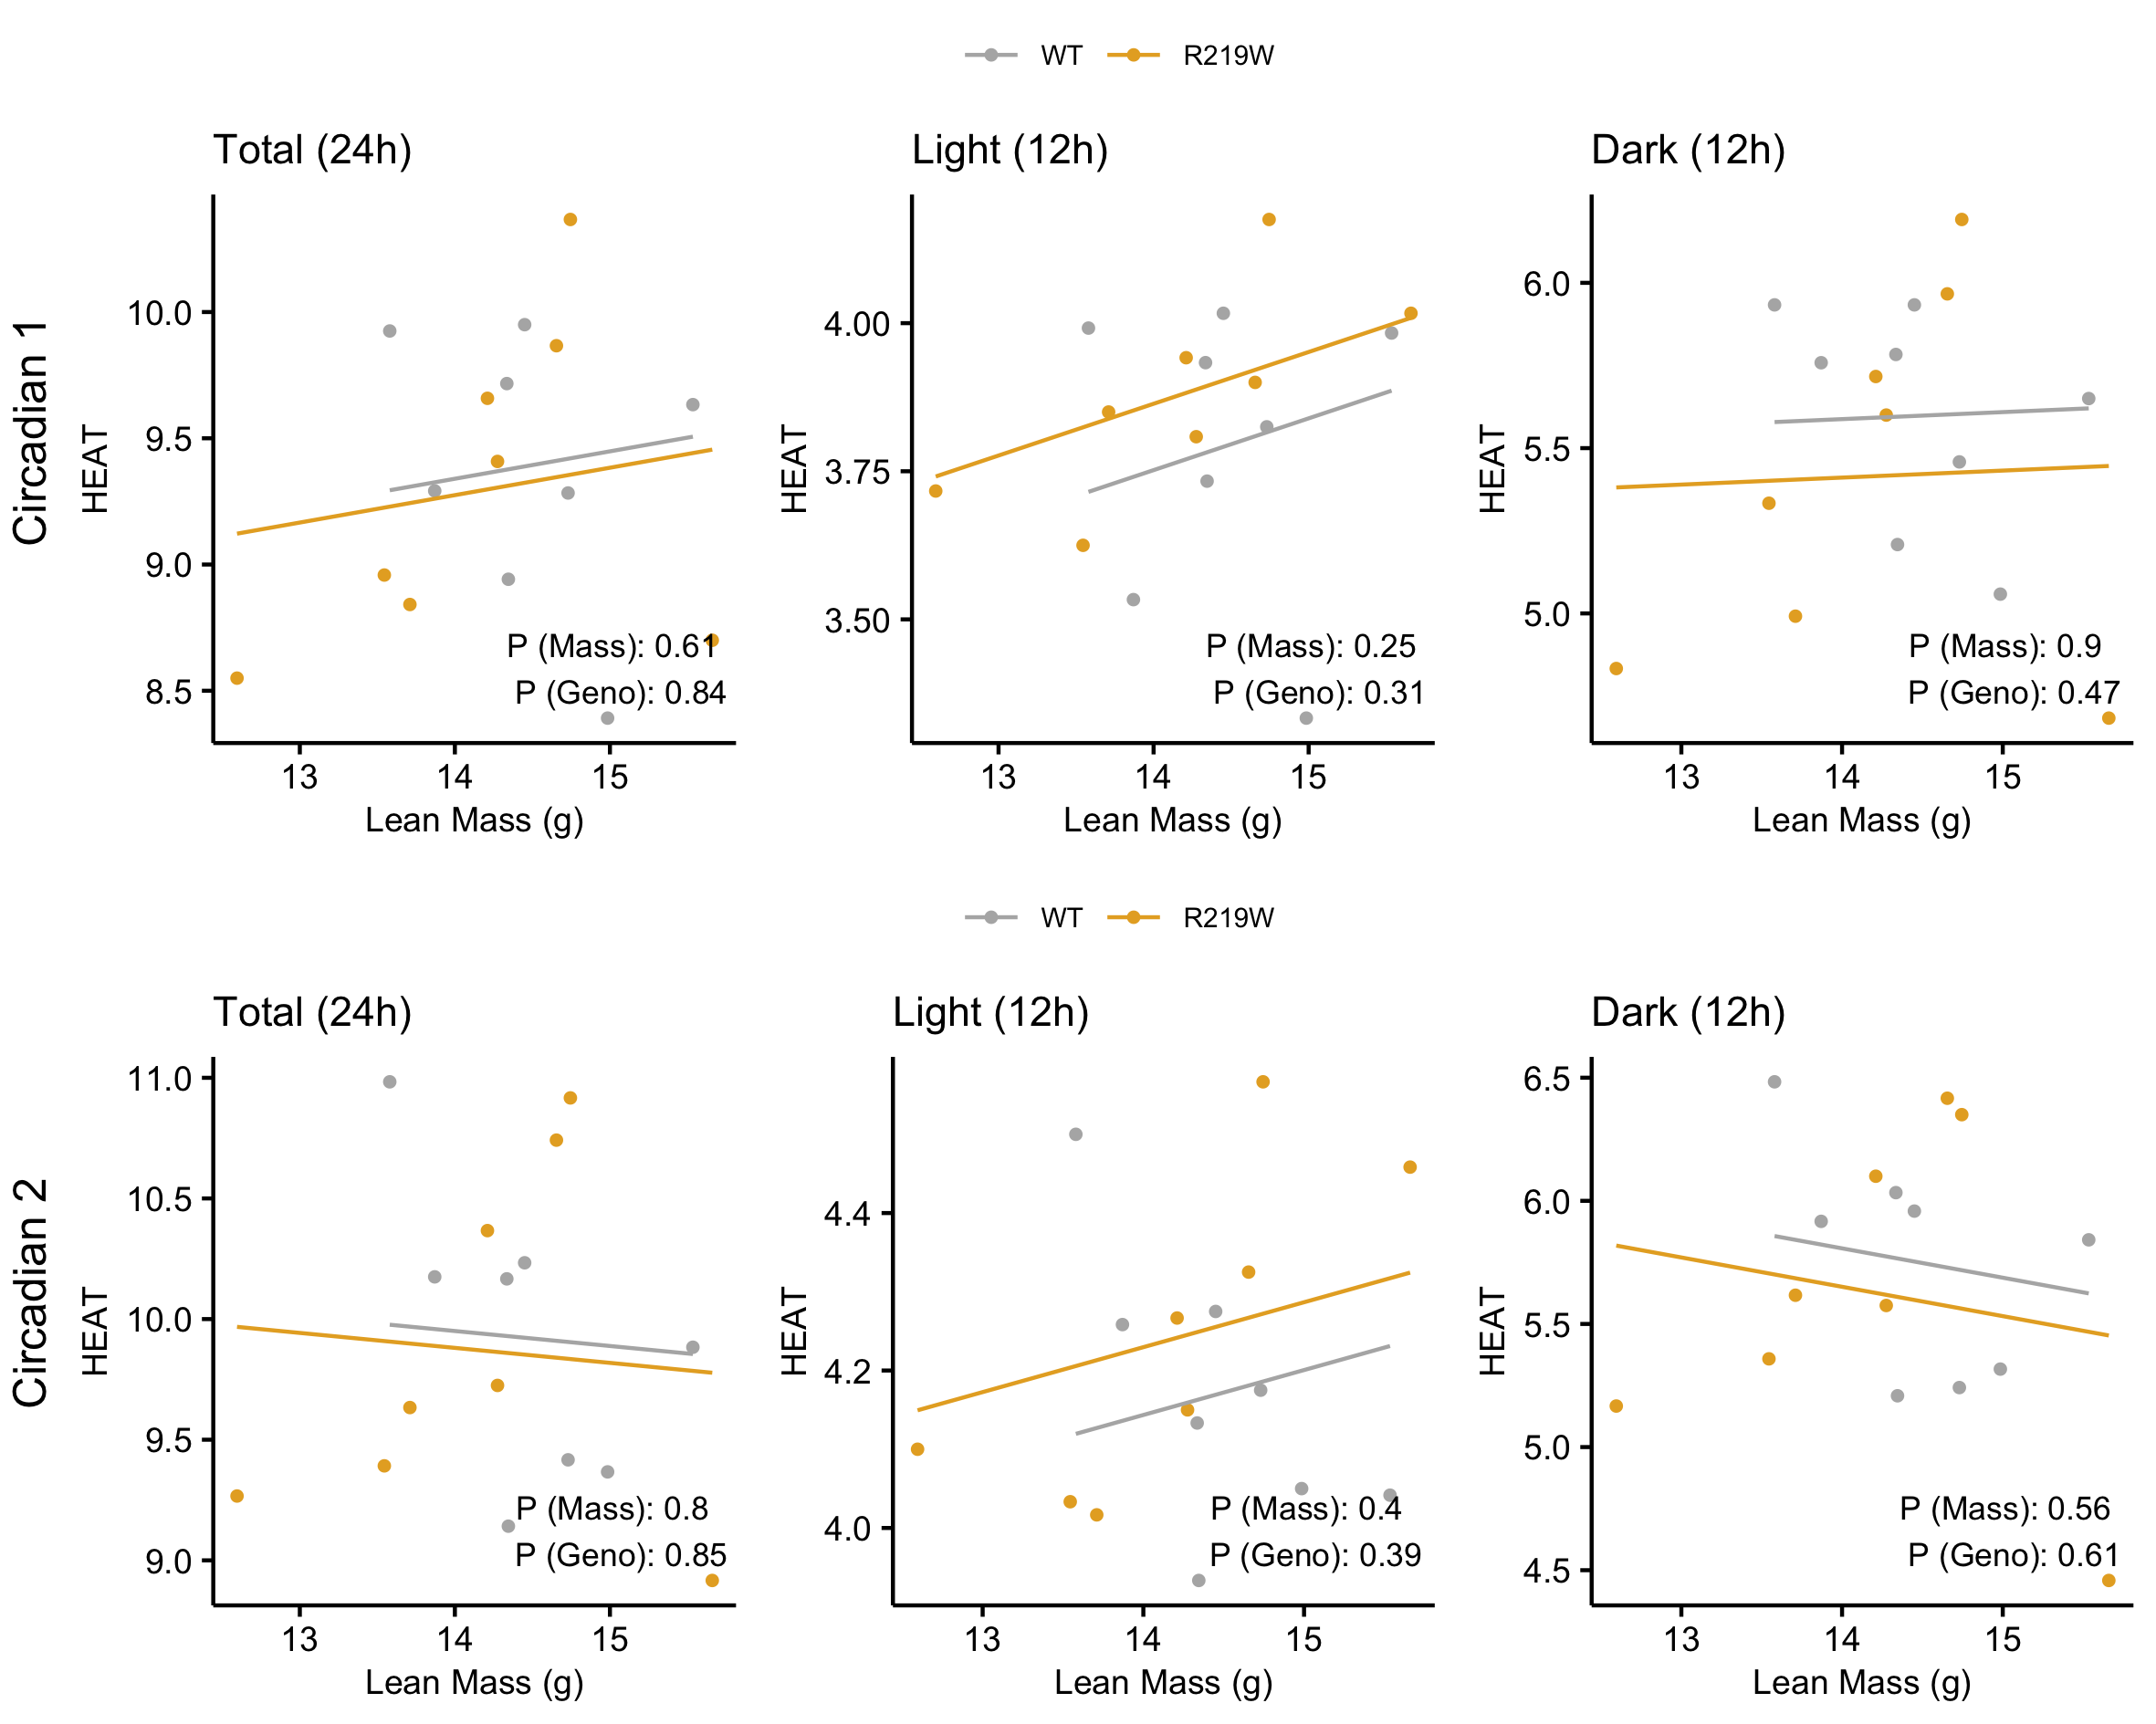 WT R219W
Circadian 1
Total (24h)
HEAT
10.0
9.5
9.0
8.5
P (Mass): 0.61
P (Geno): 0.84
13 14 15
Lean Mass (g)
Light (12h)
HEAT
4.00
3.75
3.50
P (Mass): 0.25
P (Geno): 0.31
13 14 15
Lean Mass (g)
Dark (12h)
HEAT
6.0
5.5
5.0
P (Mass): 0.9
P (Geno): 0.47
13 14 15
Lean Mass (g)
WT R219W
Circadian 2
Total (24h)
HEAT
11.0
10.5
10.0
9.5
9.0
P (Mass): 0.8
P (Geno): 0.85
13 14 15
Lean Mass (g)
Light (12h)
HEAT
4.4
4.2
4.0
P (Mass): 0.4
P (Geno): 0.39
13 14 15
Lean Mass (g)
Dark (12h)
HEAT
6.5
6.0
5.5
5.0
4.5
P (Mass): 0.56
P (Geno): 0.61
13 14 15
Lean Mass (g)